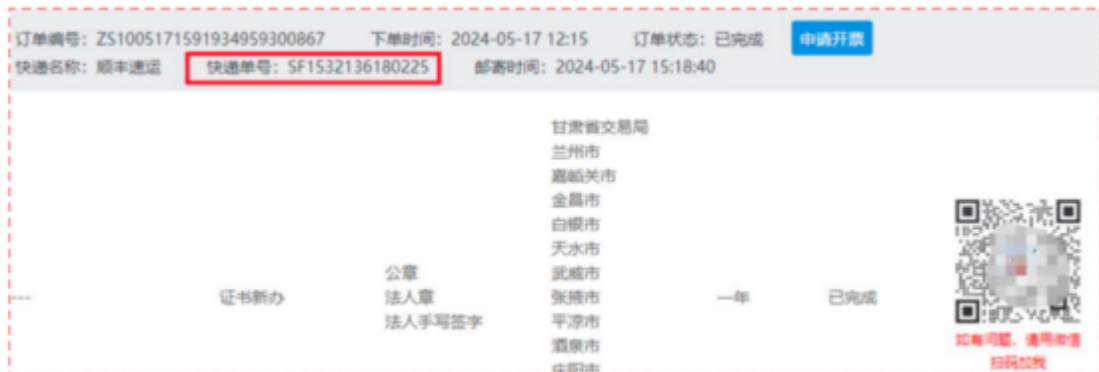 订单编号：ZS10051715919349593​00867 下单时间：2024-05-17 12:15 订单状态：已完成 申请开票
快递名称：顺丰速运 快递单号：SF1532136180225 邮寄时间：2024-05-17 15:18:40
甘肃省交易局
兰州市
嘉峪关市
金昌市
白银市
天水市
公章 武威市
--- 证书新办 法人章 张掖市 一年 已完成
法人手写签字 平凉市
酒泉市
庆阳市
如有问题，请用微信
扫码加我